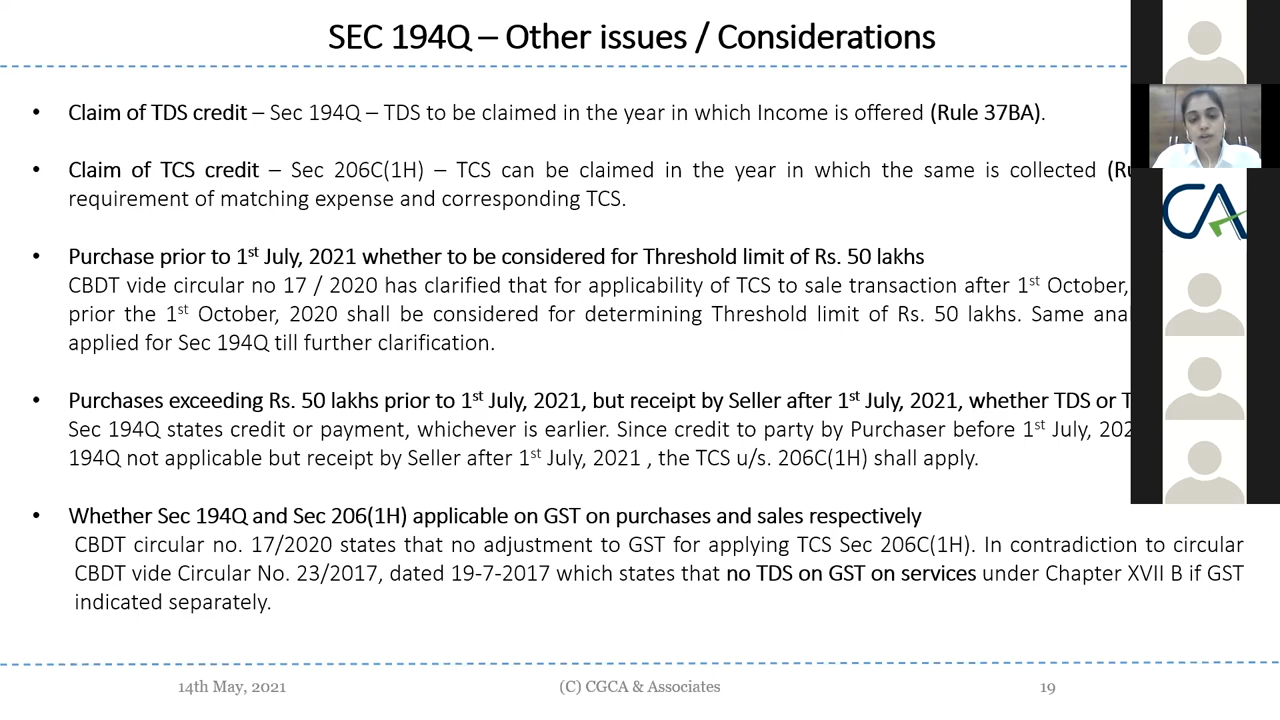 SEC 194Q – Other issues / Considerations
• Claim of TDS credit – Sec 194Q – TDS to be claimed in the year in which Income is offered (Rule 37BA).
• Claim of TCS credit – Sec 206C(1H) – TCS can be claimed in the year in which the same is collected
requirement of matching expense and corresponding TCS.
• Purchase prior to 1st July, 2021 whether to be considered for Threshold limit of Rs. 50 lakhs
CBDT vide circular no 17 / 2020 has clarified that for applicability of TCS to sale transaction after 1st October,
prior the 1st October, 2020 shall be considered for determining Threshold limit of Rs. 50 lakhs. Same
applied for Sec 194Q till further clarification.
• Purchases exceeding Rs. 50 lakhs prior to 1st July, 2021, but receipt by Seller after 1st July, 2021, whether TDS or
Sec 194Q states credit or payment, whichever is earlier. Since credit to party by Purchaser before 1st July,
194Q not applicable but receipt by Seller after 1st July, 2021 , the TCS u/s. 206C(1H) shall apply.
• Whether Sec 194Q and Sec 206(1H) applicable on GST on purchases and sales respectively
CBDT circular no. 17/2020 states that no adjustment to GST for applying TCS Sec 206C(1H). In contradiction to circular
CBDT vide Circular No. 23/2017, dated 19-7-2017 which states that no TDS on GST on services under Chapter XVII B if GST
indicated separately.
CA
14th May, 2021
(C) CGCA & Associates
19